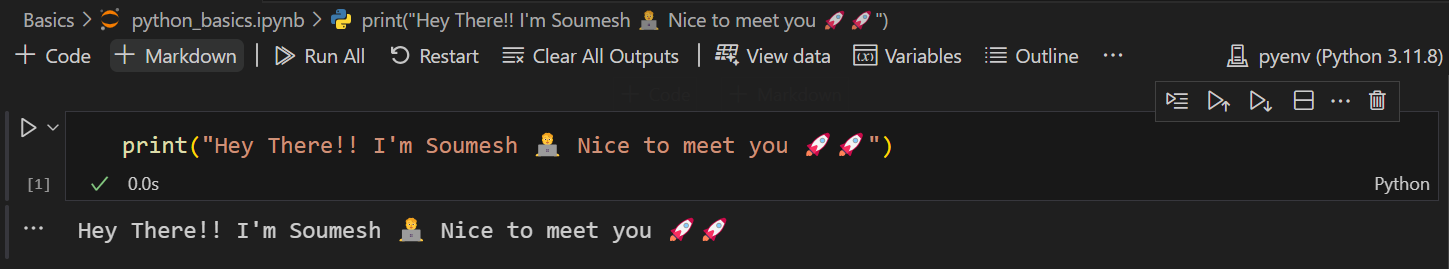 Basics > python_basics.ipynb > print("Hey There!! I'm Soumesh 🧑‍💻 Nice to meet you 🚀🚀")
+ Code + Markdown | Run All Restart Clear All Outputs | View data Variables Outline ... pyenv (Python 3.11.8)
+ Code + Markdown
print("Hey There!! I'm Soumesh 🧑‍💻 Nice to meet you 🚀🚀")
[1] 0.0s Python
... Hey There!! I'm Soumesh 🧑‍💻 Nice to meet you 🚀🚀